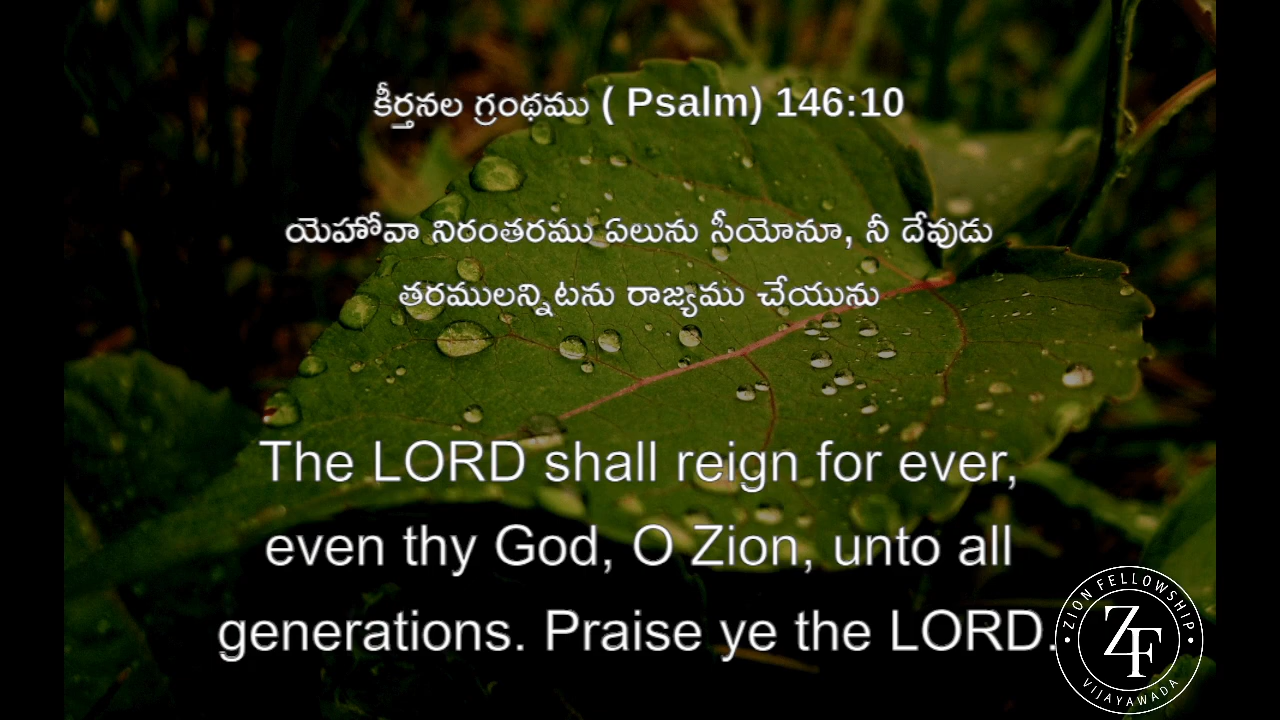 కీర్తనల గ్రంథము ( Psalm) 146:10
యెహోవా నిరంతరము ఏలును సీయోనూ, నీ దేవుడు
తరములన్నిటను రాజ్యము చేయును
The LORD shall reign for ever,
even thy God, O Zion, unto all
generations. Praise ye the LORD.
ZION FELLOWSHIP
ZF
VIJAYAWADA